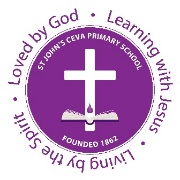 Loved by God • Learning with Jesus • Living by the Spirit •
ST JOHN'S CEVA PRIMARY SCHOOL
FOUNDED 1862